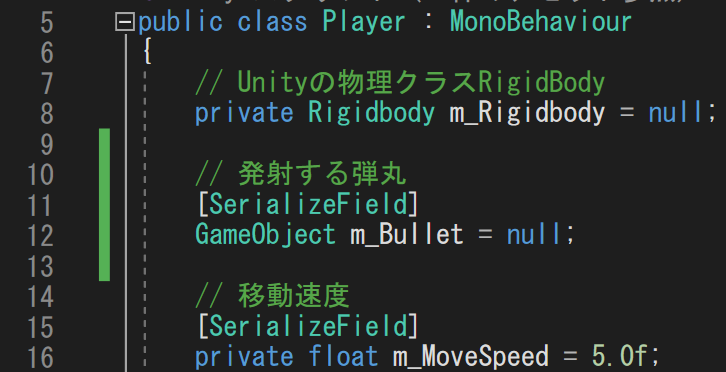 5 public class Player : MonoBehaviour
6 {
7 // Unityの物理クラスRigidBody
8 private Rigidbody m_Rigidbody = null;
9
10 // 発射する弾丸
11 [SerializeField]
12 GameObject m_Bullet = null;
13
14 // 移動速度
15 [SerializeField]
16 private float m_MoveSpeed = 5.0f;